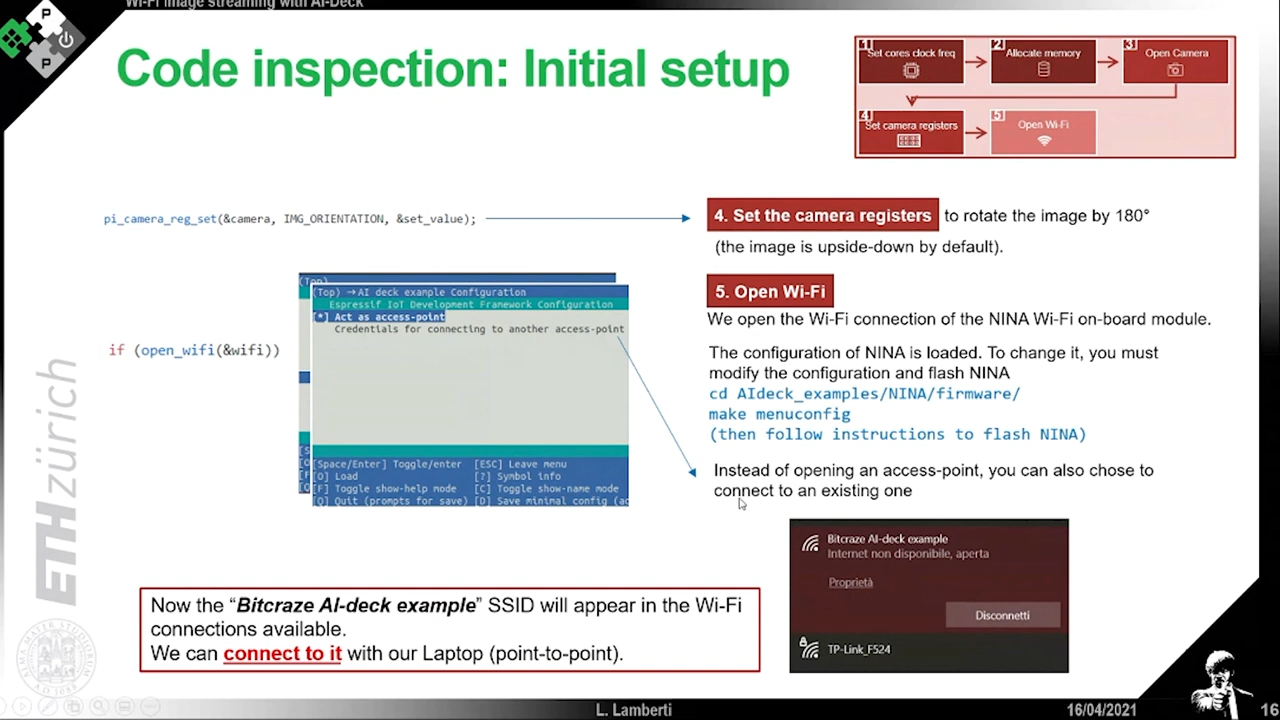 Wi-Fi image streaming with AI-Deck
P
P
P
Code inspection: Initial setup
1
Set cores clock freq
2
Allocate memory
3
Open Camera
4
Set camera registers
5
Open Wi-Fi
pi_camera_reg_set(&camera, IMG_ORIENTATION, &set_value);
4. Set the camera registers to rotate the image by 180°
(the image is upside-down by default).
(Top)
(Top) →AI deck example Configuration
Espressif IoT Development Framework Configuration
[*] Act as access-point
Credentials for connecting to another access-point
[Space/Enter] Toggle/enter [ESC] Leave menu
[O] Load [?] Symbol info
[F] Toggle show-help mode [C] Toggle show-name mode
[Q] Quit (prompts for save) [D] Save minimal config (ad
if (open_wifi(&wifi))
5. Open Wi-Fi
We open the Wi-Fi connection of the NINA Wi-Fi on-board module.
The configuration of NINA is loaded. To change it, you must
modify the configuration and flash NINA
cd AIdeck_examples/NINA/firmware/
make menuconfig
(then follow instructions to flash NINA)
Instead of opening an access-point, you can also chose to
connect to an existing one
Bitcraze AI-deck example
Internet non disponibile, aperta
Proprietà
Disconnetti
TP-Link_F524
Now the “Bitcraze AI-deck example” SSID will appear in the Wi-Fi
connections available.
We can connect to it with our Laptop (point-to-point).
ETH zürich
L. Lamberti
16/04/2021
16